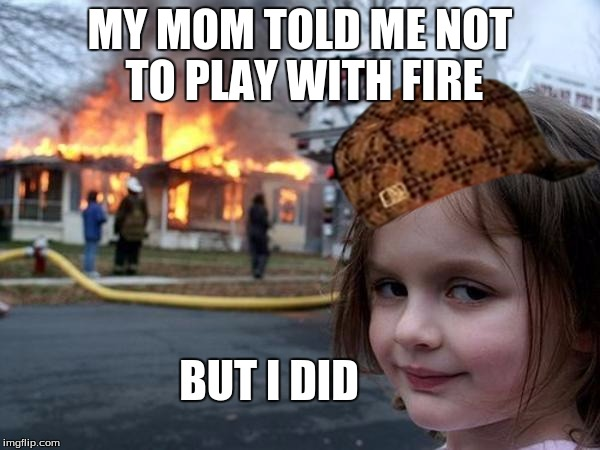 MY MOM TOLD ME NOT
TO PLAY WITH FIRE
BUT I DID
imgflip.com